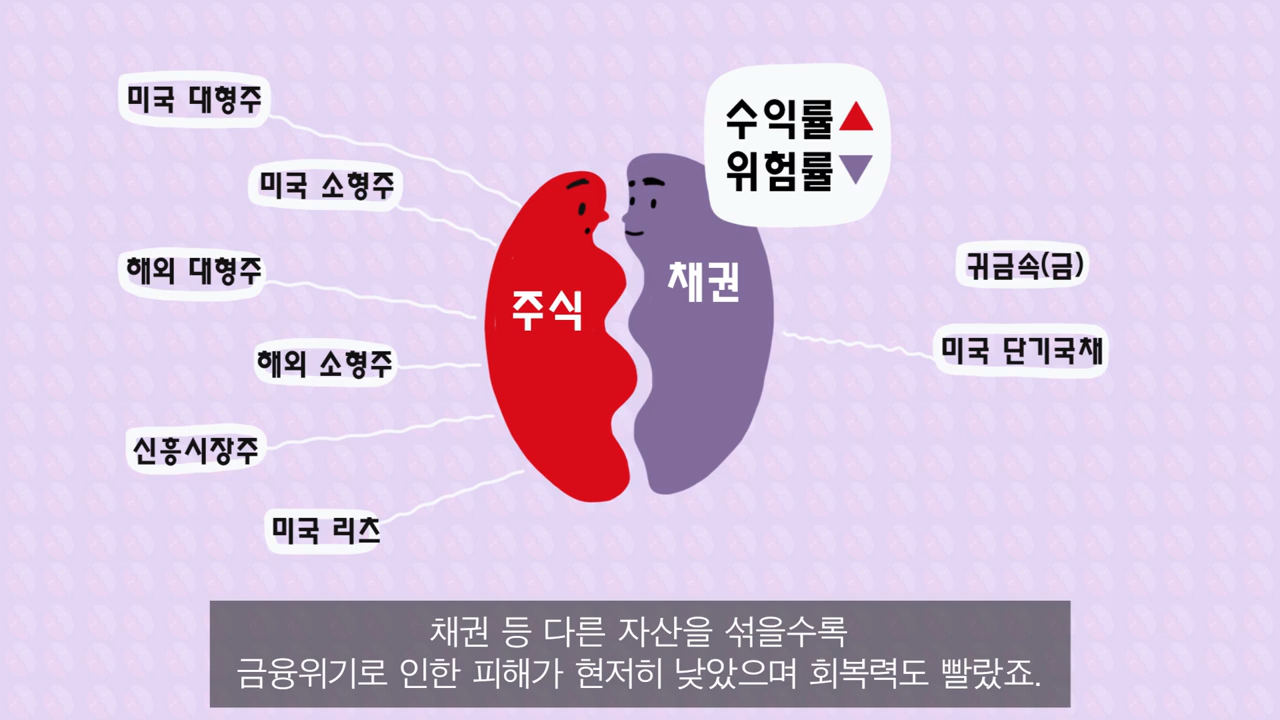 미국 대형주
미국 소형주
해외 대형주
해외 소형주
신흥시장주
미국 리츠
주식
채권
수익률▲
위험률▼
귀금속(금)
미국 단기국채
채권 등 다른 자산을 섞을수록
금융위기로 인한 피해가 현저히 낮았으며 회복력도 빨랐죠.